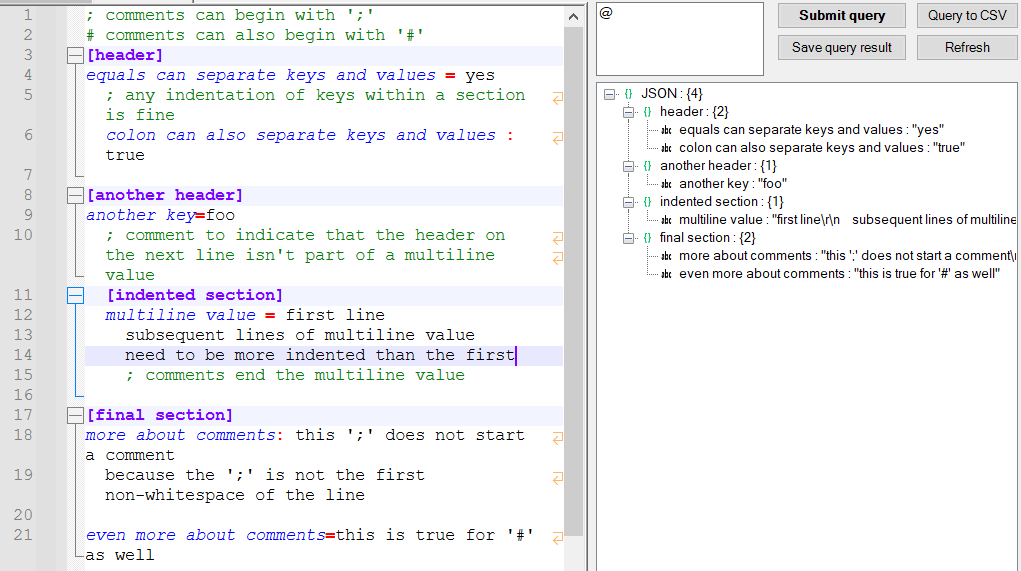 1 ; comments can begin with ';'
2 # comments can also begin with '#'
3 [header]
4 equals can separate keys and values = yes
5 ; any indentation of keys within a section
is fine
6 colon can also separate keys and values :
true
7
8 [another header]
9 another key=foo
10 ; comment to indicate that the header on
the next line isn't part of a multiline
value
11 [indented section]
12 multiline value = first line
13 subsequent lines of multiline value
14 need to be more indented than the first
15 ; comments end the multiline value
16
17 [final section]
18 more about comments: this ';' does not start
a comment
19 because the ';' is not the first
non-whitespace of the line
20
21 even more about comments=this is true for '#'
as well
@
Submit query
Query to CSV
Save query result
Refresh
JSON : {4}
header : {2}
equals can separate keys and values : "yes"
colon can also separate keys and values : "true"
another header : {1}
another key : "foo"
indented section : {1}
multiline value : "first line\r\n    subsequent lines of multiline
final section : {2}
more about comments : "this ';' does not start a comment\
even more about comments : "this is true for '#' as well"